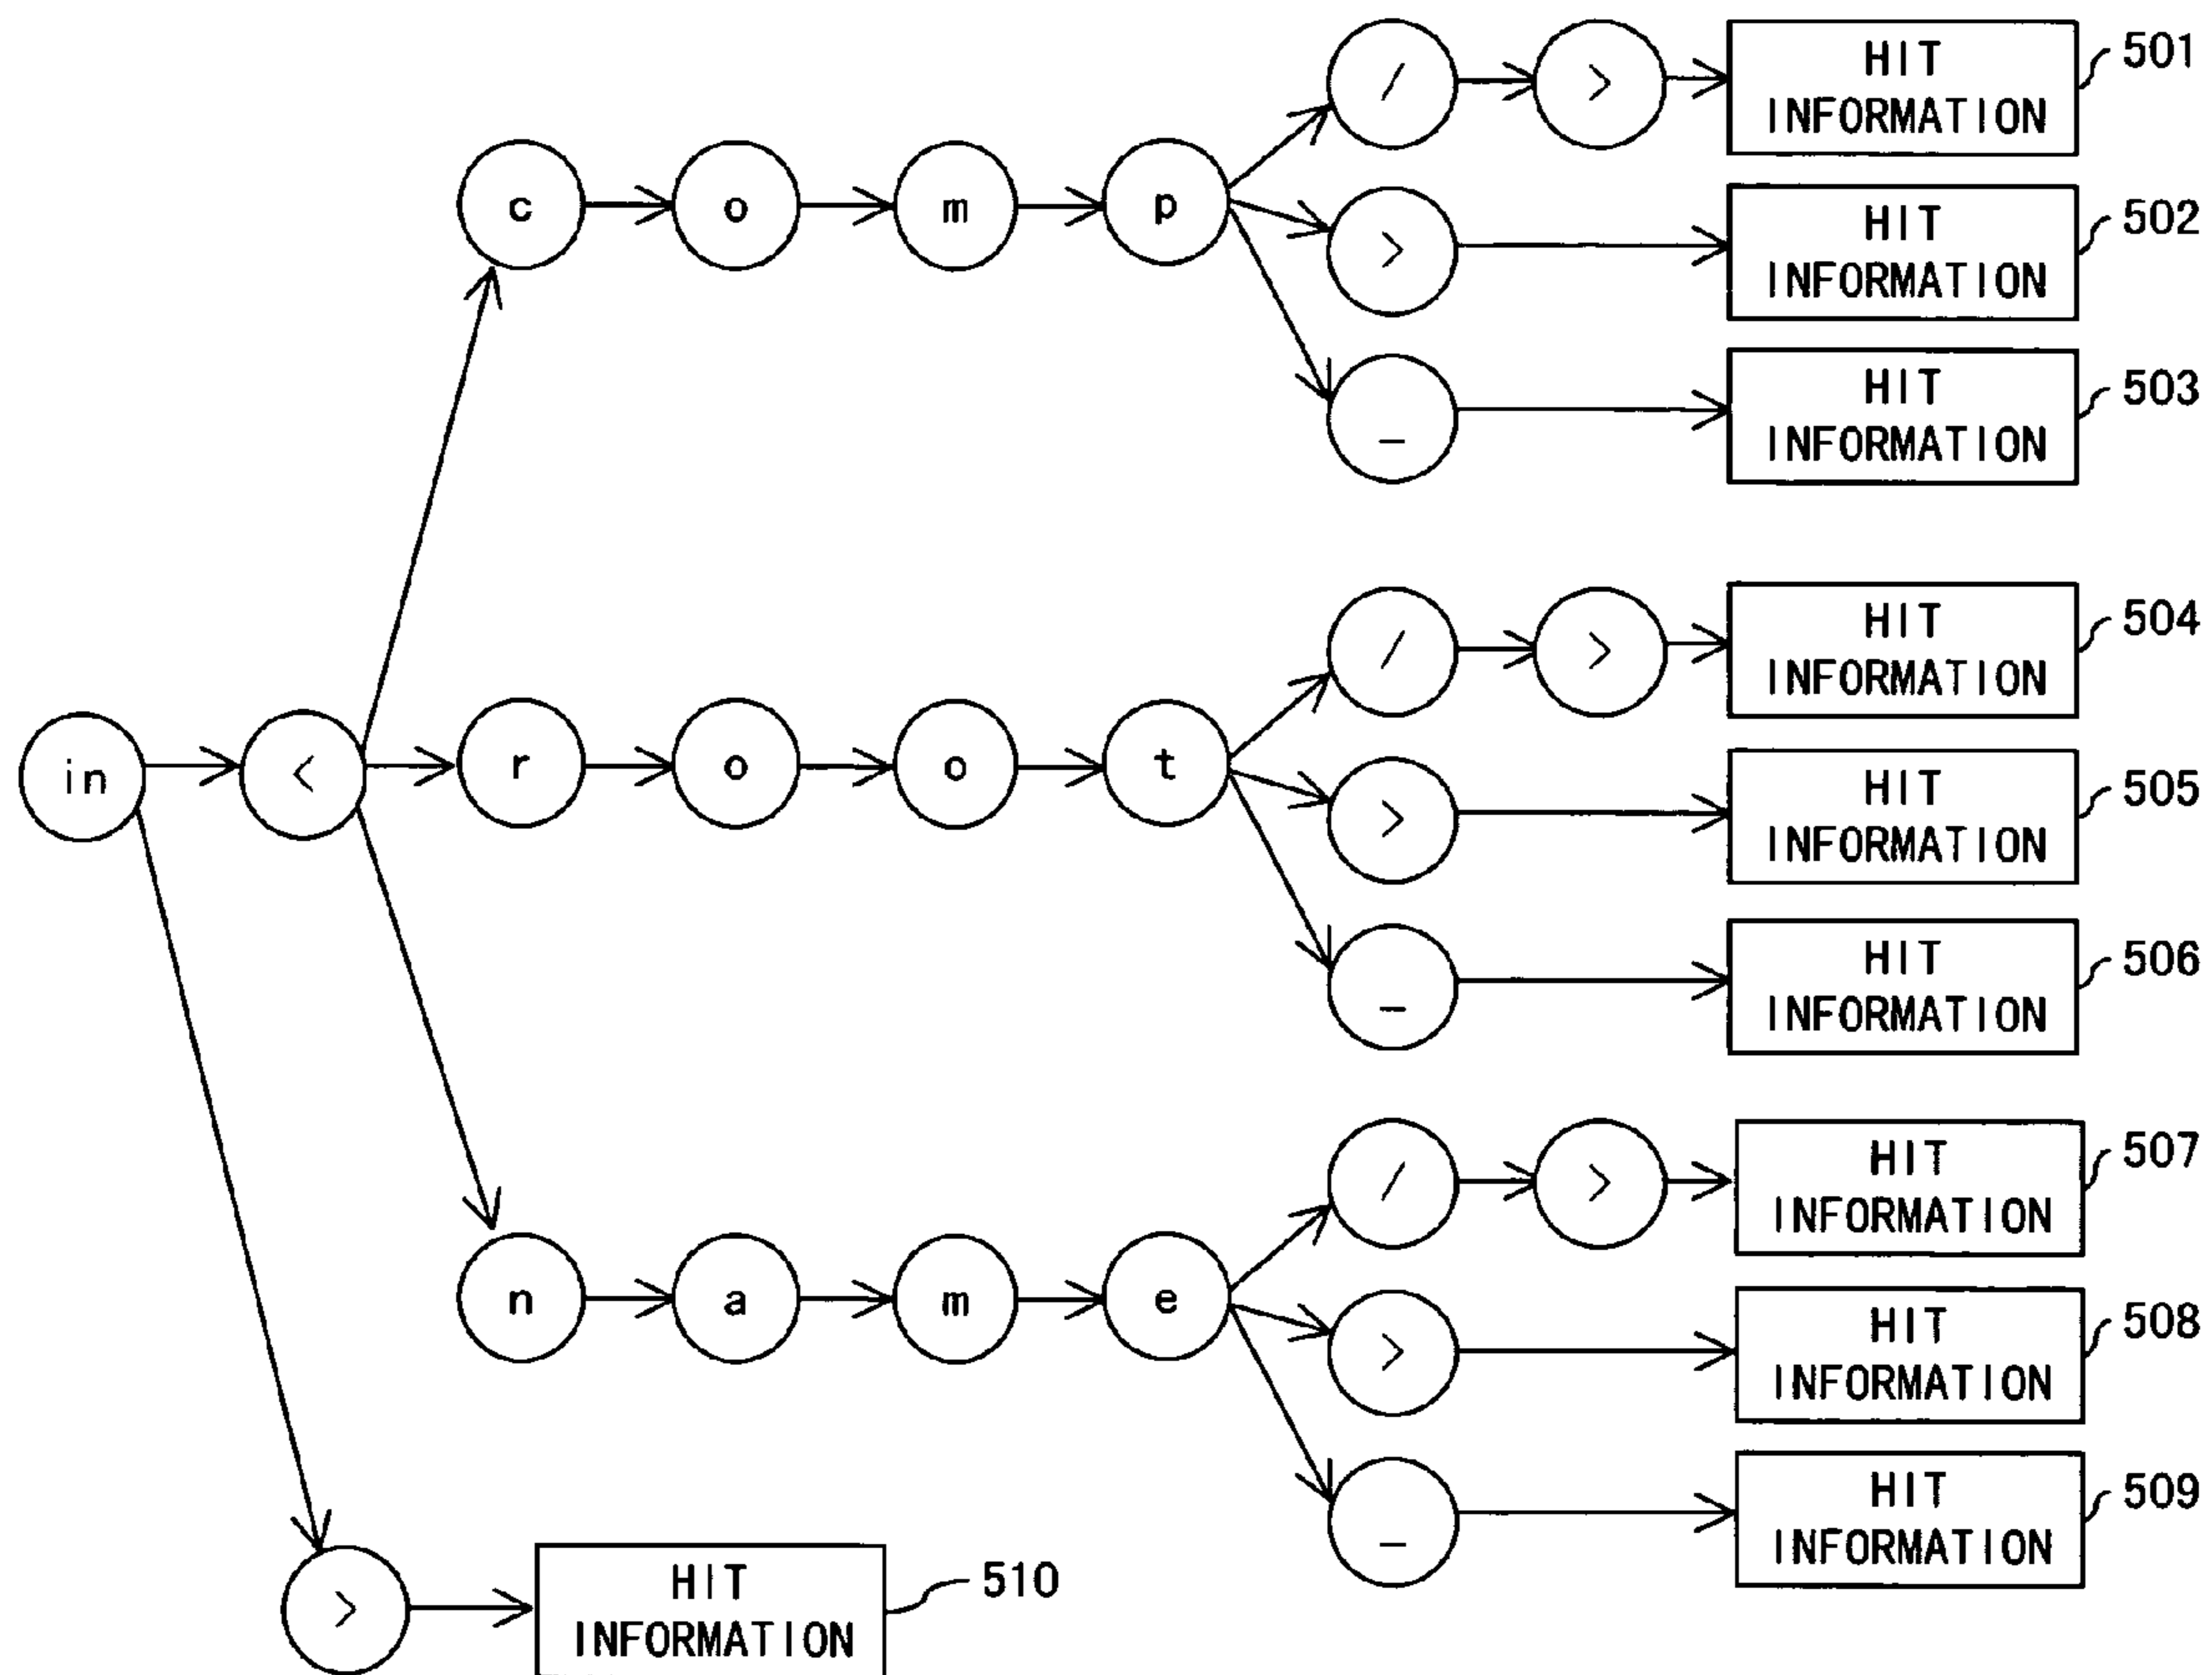 / > HIT
INFORMATION 501
c o m p
> HIT
INFORMATION 502
_ HIT
INFORMATION 503
/ > HIT
INFORMATION 504
in < r o o t
> HIT
INFORMATION 505
_ HIT
INFORMATION 506
/ > HIT
INFORMATION 507
n a m e
> HIT
INFORMATION 508
_ HIT
INFORMATION 509
> HIT
INFORMATION 510